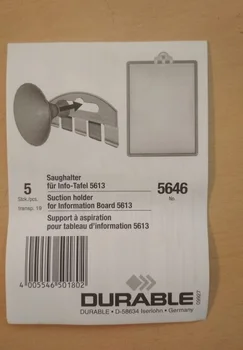 5
Stck./pcs.
transp. 19
Saughalter
für Info-Tafel 5613
Suction holder
for Information Board 5613
Support à aspiration
pour tableau d'information 5613
5646
Nr.
4 005546 501802
DURABLE
DURABLE • D-58634 Iserlohn • Germany